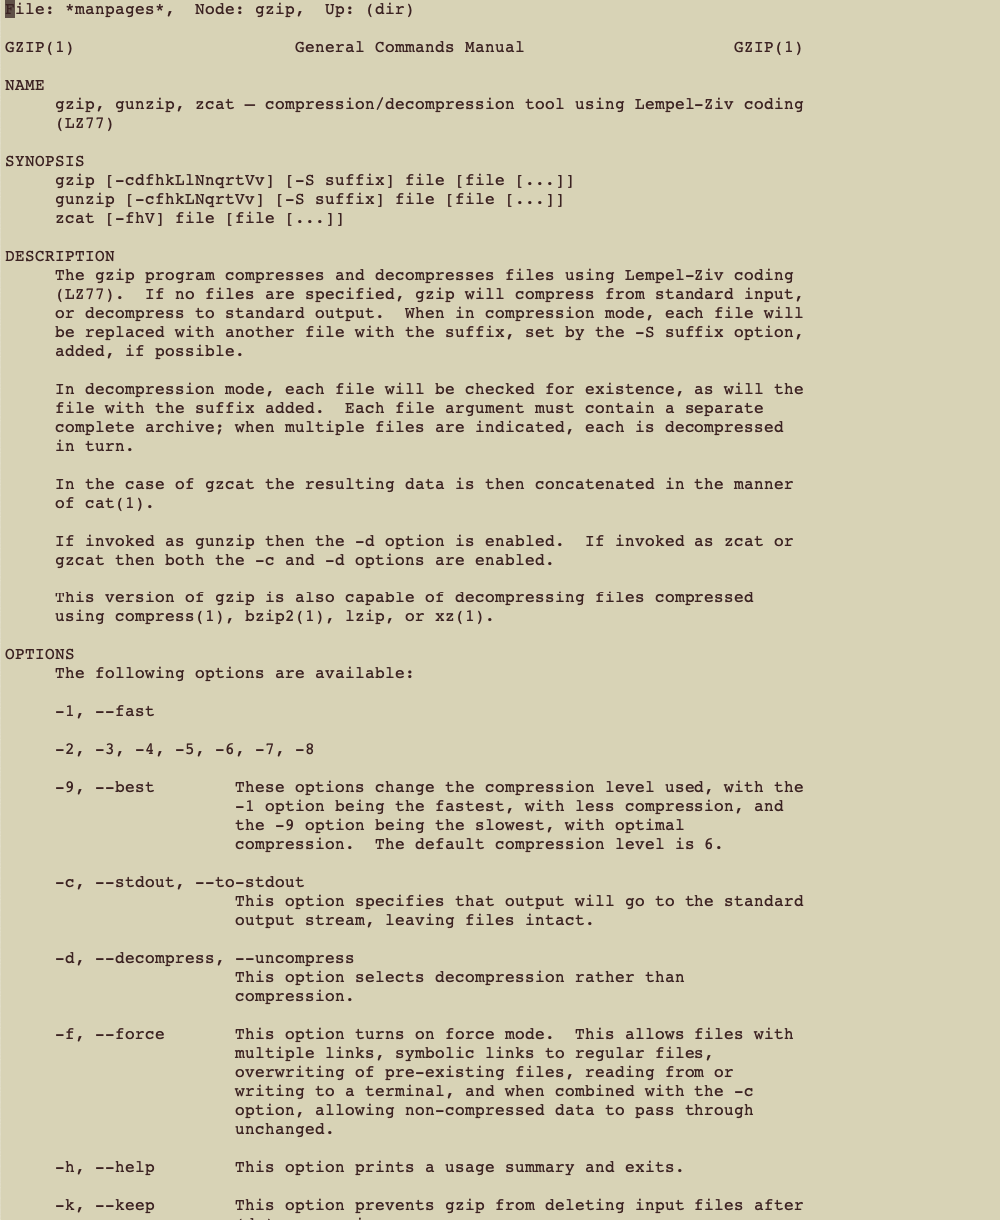 File: *manpages*,  Node: gzip,  Up: (dir)
GZIP(1)                      General Commands Manual                     GZIP(1)
NAME
     gzip, gunzip, zcat – compression/decompression tool using Lempel-Ziv coding
     (LZ77)
SYNOPSIS
     gzip [-cdfhkLlNnqrtVv] [-S suffix] file [file [...]]
     gunzip [-cfhkLNqrtVv] [-S suffix] file [file [...]]
     zcat [-fhV] file [file [...]]
DESCRIPTION
     The gzip program compresses and decompresses files using Lempel-Ziv coding
     (LZ77).  If no files are specified, gzip will compress from standard input,
     or decompress to standard output.  When in compression mode, each file will
     be replaced with another file with the suffix, set by the -S suffix option,
     added, if possible.
     In decompression mode, each file will be checked for existence, as will the
     file with the suffix added.  Each file argument must contain a separate
     complete archive; when multiple files are indicated, each is decompressed
     in turn.
     In the case of gzcat the resulting data is then concatenated in the manner
     of cat(1).
     If invoked as gunzip then the -d option is enabled.  If invoked as zcat or
     gzcat then both the -c and -d options are enabled.
     This version of gzip is also capable of decompressing files compressed
     using compress(1), bzip2(1), lzip, or xz(1).
OPTIONS
     The following options are available:
     -1, --fast
     -2, -3, -4, -5, -6, -7, -8
     -9, --best        These options change the compression level used, with the
                       -1 option being the fastest, with less compression, and
                       the -9 option being the slowest, with optimal
                       compression.  The default compression level is 6.
     -c, --stdout, --to-stdout
                       This option specifies that output will go to the standard
                       output stream, leaving files intact.
     -d, --decompress, --uncompress
                       This option selects decompression rather than
                       compression.
     -f, --force       This option turns on force mode.  This allows files with
                       multiple links, symbolic links to regular files,
                       overwriting of pre-existing files, reading from or
                       writing to a terminal, and when combined with the -c
                       option, allowing non-compressed data to pass through
                       unchanged.
     -h, --help        This option prints a usage summary and exits.
     -k, --keep        This option prevents gzip from deleting input files after